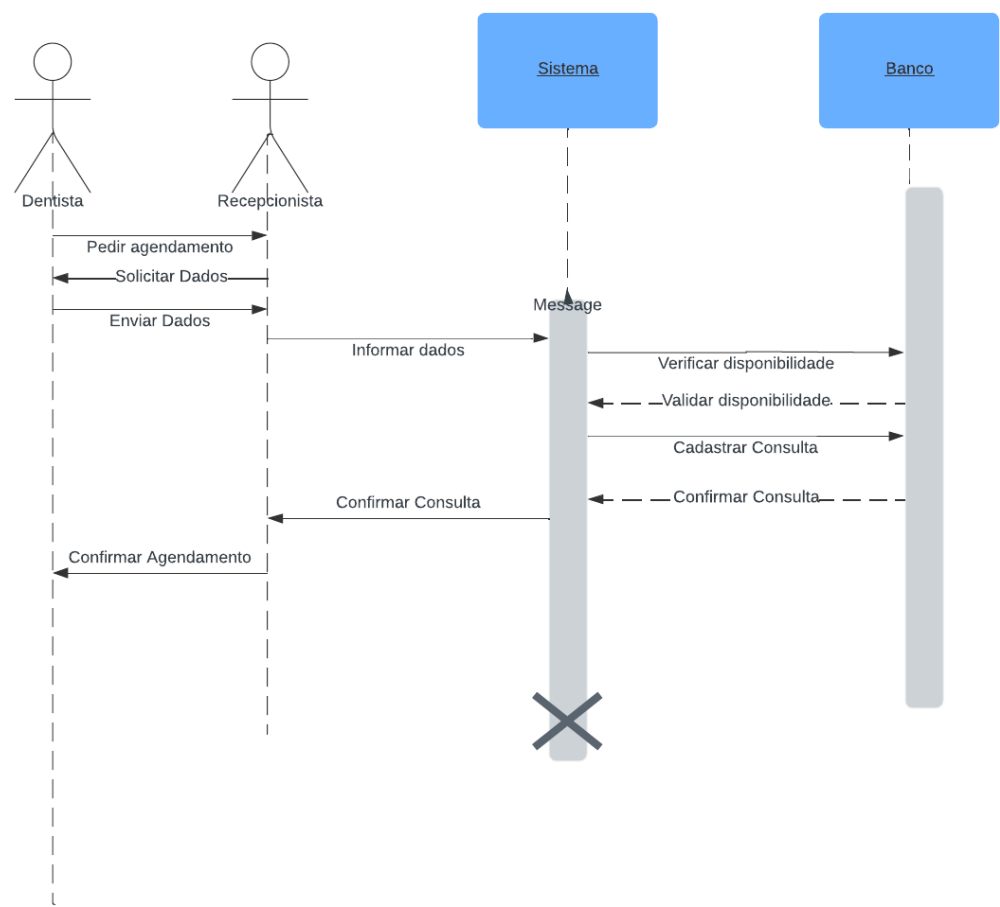 Sistema
Banco
Dentista
Recepcionista
Pedir agendamento
Solicitar Dados
Message
Enviar Dados
Informar dados
Verificar disponibilidade
Validar disponibilidade
Cadastrar Consulta
Confirmar Consulta
Confirmar Consulta
Confirmar Agendamento